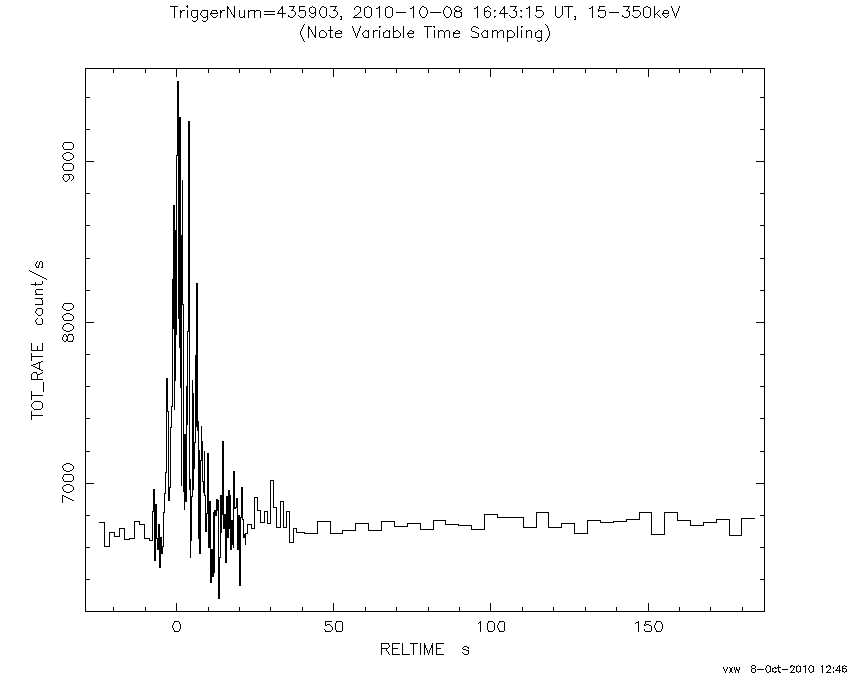 TriggerNum=435903, 2010-10-08 16:43:15 UT, 15-350keV
(Note Variable Time Sampling)
TOT_RATE count/s
9000
8000
7000
0 50 100 150
RELTIME s
vxw 8-Oct-2010 12:46